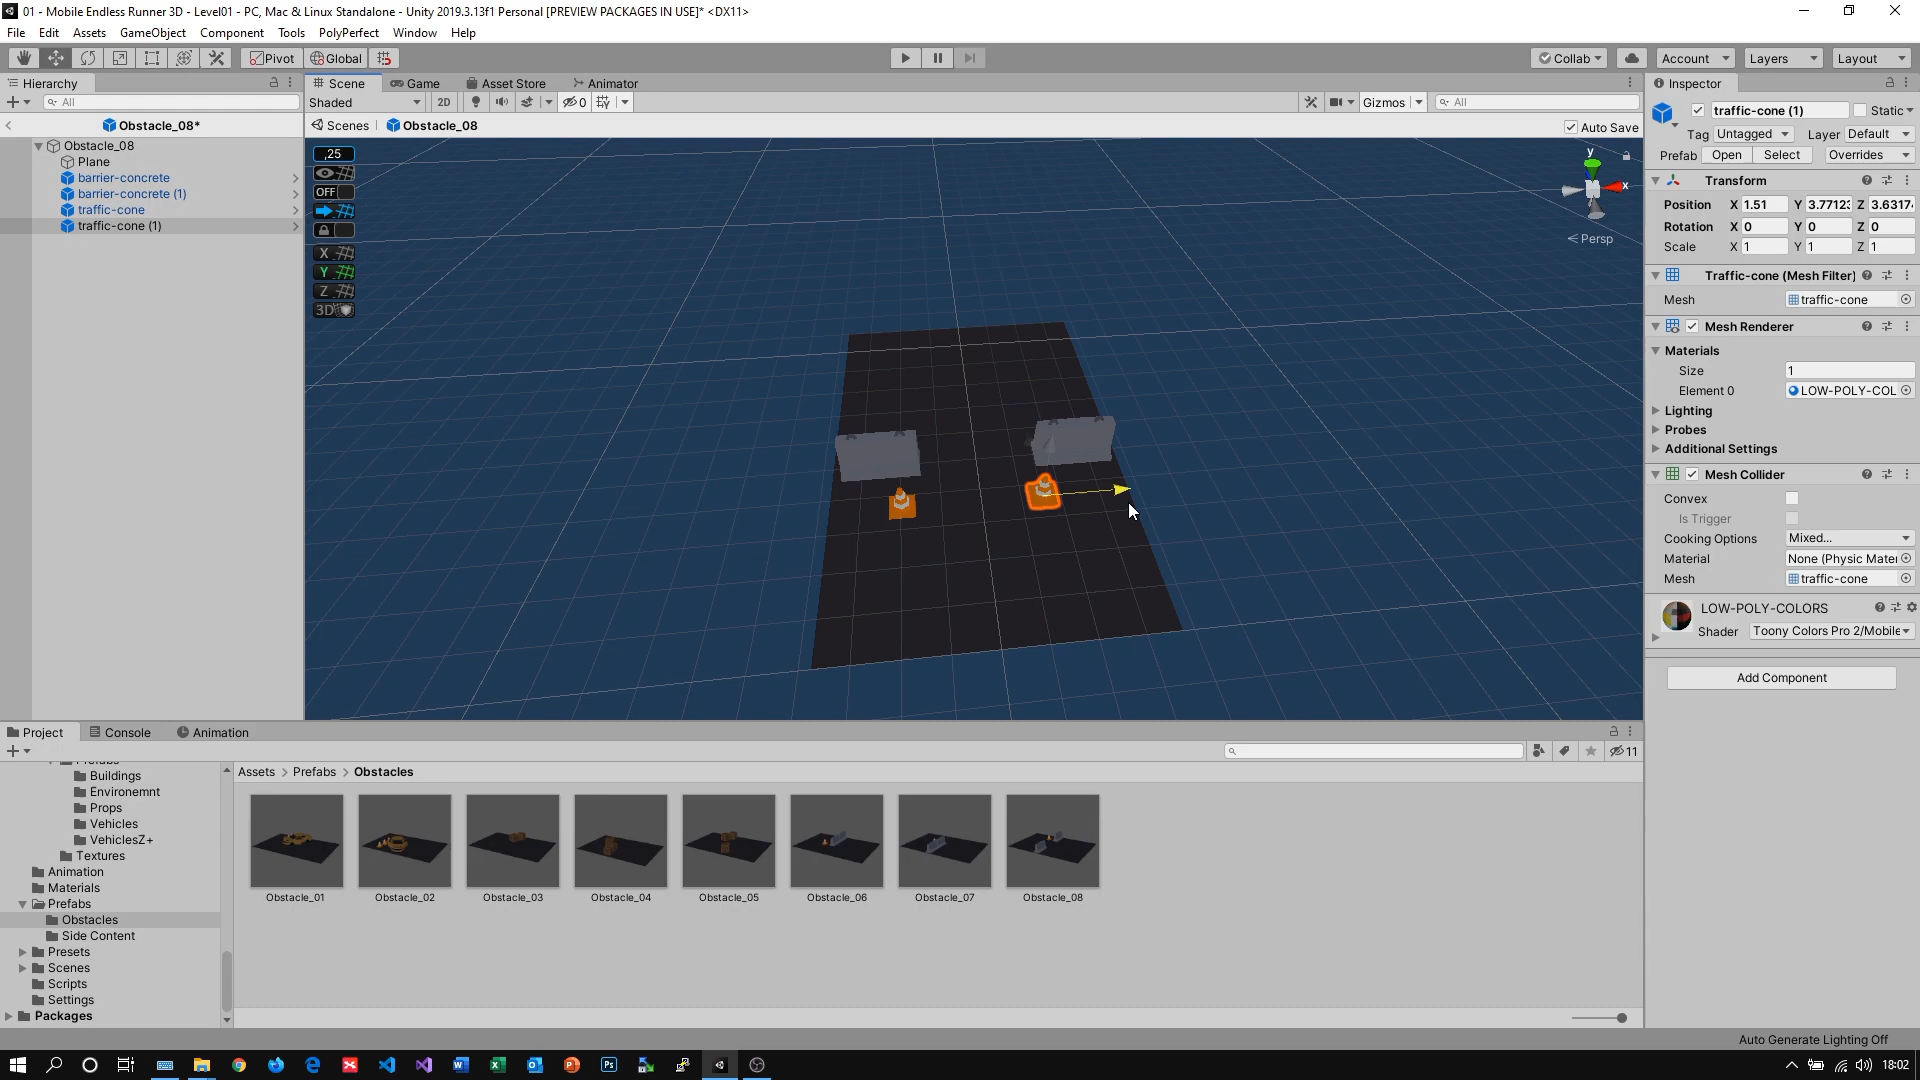 01 - Mobile Endless Runner 3D - Level01 - PC, Mac & Linux Standalone - Unity 2019.3.13f1 Personal [PREVIEW PACKAGES IN USE]* <DX11>
File Edit Assets GameObject Component Tools PolyPerfect Window Help
Pivot Global Collab Account Layers Layout
Hierarchy Scene Game Asset Store Animator Inspector
All Shaded 2D 0 Gizmos All
Obstacle_08* Scenes Obstacle_08 Auto Save
Obstacle_08
Plane
barrier-concrete
barrier-concrete (1)
traffic-cone
traffic-cone (1)
,25
OFF
X
Y
Z
3D
y
x
Persp
traffic-cone (1) Static
Tag Untagged Layer Default
Prefab Open Select Overrides
Transform
Position X 1.51 Y 3.7712 Z 3.6317
Rotation X 0 Y 0 Z 0
Scale X 1 Y 1 Z 1
Traffic-cone (Mesh Filter)
Mesh traffic-cone
Mesh Renderer
Materials
Size 1
Element 0 LOW-POLY-COL
Lighting
Probes
Additional Settings
Mesh Collider
Convex
Is Trigger
Cooking Options Mixed...
Material None (Physic Mater
Mesh traffic-cone
LOW-POLY-COLORS
Shader Toony Colors Pro 2/Mobile
Add Component
Project Console Animation
11
Buildings
Environemnt
Props
Vehicles
VehiclesZ+
Textures
Animation
Materials
Prefabs
Obstacles
Side Content
Presets
Scenes
Scripts
Settings
Packages
Assets > Prefabs > Obstacles
Obstacle_01 Obstacle_02 Obstacle_03 Obstacle_04 Obstacle_05 Obstacle_06 Obstacle_07 Obstacle_08
Auto Generate Lighting Off
18:02